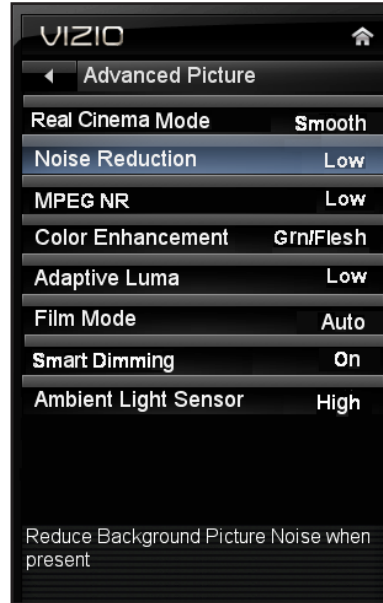 VIZIO
Advanced Picture
Real Cinema Mode Smooth
Noise Reduction Low
MPEG NR Low
Color Enhancement Grn/Flesh
Adaptive Luma Low
Film Mode Auto
Smart Dimming On
Ambient Light Sensor High
Reduce Background Picture Noise when
present